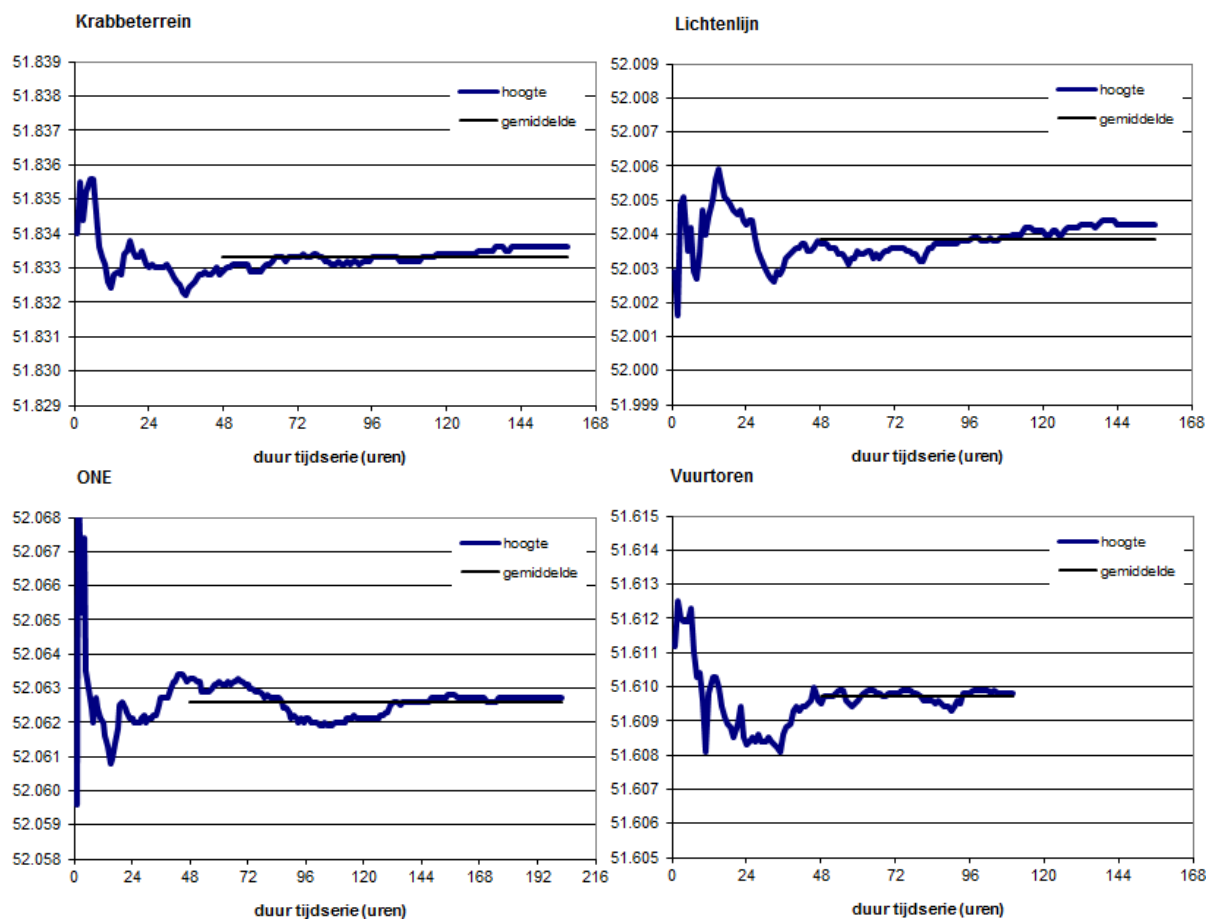 Krabbeterrein
51.839
51.838
51.837
51.836
51.835
51.834
51.833
51.832
51.831
51.830
51.829
hoogte
gemiddelde
0 24 48 72 96 120 144 168
duur tijdserie (uren)
Lichtenlijn
52.009
52.008
52.007
52.006
52.005
52.004
52.003
52.002
52.001
52.000
51.999
hoogte
gemiddelde
0 24 48 72 96 120 144 168
duur tijdserie (uren)
ONE
52.068
52.067
52.066
52.065
52.064
52.063
52.062
52.061
52.060
52.059
52.058
hoogte
gemiddelde
0 24 48 72 96 120 144 168 192 216
duur tijdserie (uren)
Vuurtoren
51.615
51.614
51.613
51.612
51.611
51.610
51.609
51.608
51.607
51.606
51.605
hoogte
gemiddelde
0 24 48 72 96 120 144 168
duur tijdserie (uren)